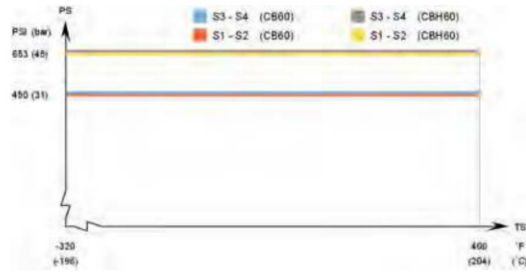 PS
S3 - S4 (CB60)
S3 - S4 (CBH60)
PSI (bar)
S1 - S2 (CB60)
S1 - S2 (CBH60)
653 (45)
450 (31)
TS
-320
400
°F
(-196)
(204)
(°C)